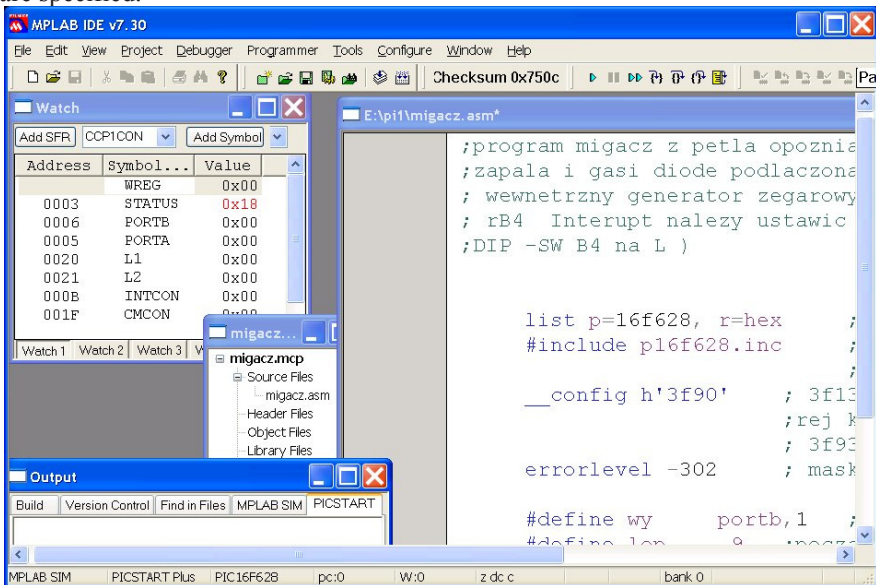 are specified.
MPLAB IDE v7.30
File Edit View Project Debugger Programmer Tools Configure Window Help
Checksum 0x750c
Pa
Watch
Add SFR CCP1CON Add Symbol
Address Symbol... Value
WREG 0x00
0003 STATUS 0x18
0006 PORTB 0x00
0005 PORTA 0x00
0020 L1 0x00
0021 L2 0x00
000B INTCON 0x00
001F CMCON
Watch 1 Watch 2 Watch 3 W
migacz...
migacz.mcp
Source Files
migacz.asm
Header Files
Object Files
Library Files
E:\pi1\migacz.asm*
;program migacz z petla opoznia
;zapala i gasi diode podlaczona
; wewnetrzny generator zegarowy
; rB4 Interupt nalezy ustawic
;DIP -SW B4 na L )
list p=16f628, r=hex ;
#include p16f628.inc ;
;
__config h'3f90' ; 3f13
;rej k
; 3f93
errorlevel -302 ; mask
#define wy portb,1 ;
Output
Build Version Control Find in Files MPLAB SIM PICSTART
MPLAB SIM PICSTART Plus PIC16F628 pc:0 W:0 z dc c bank 0